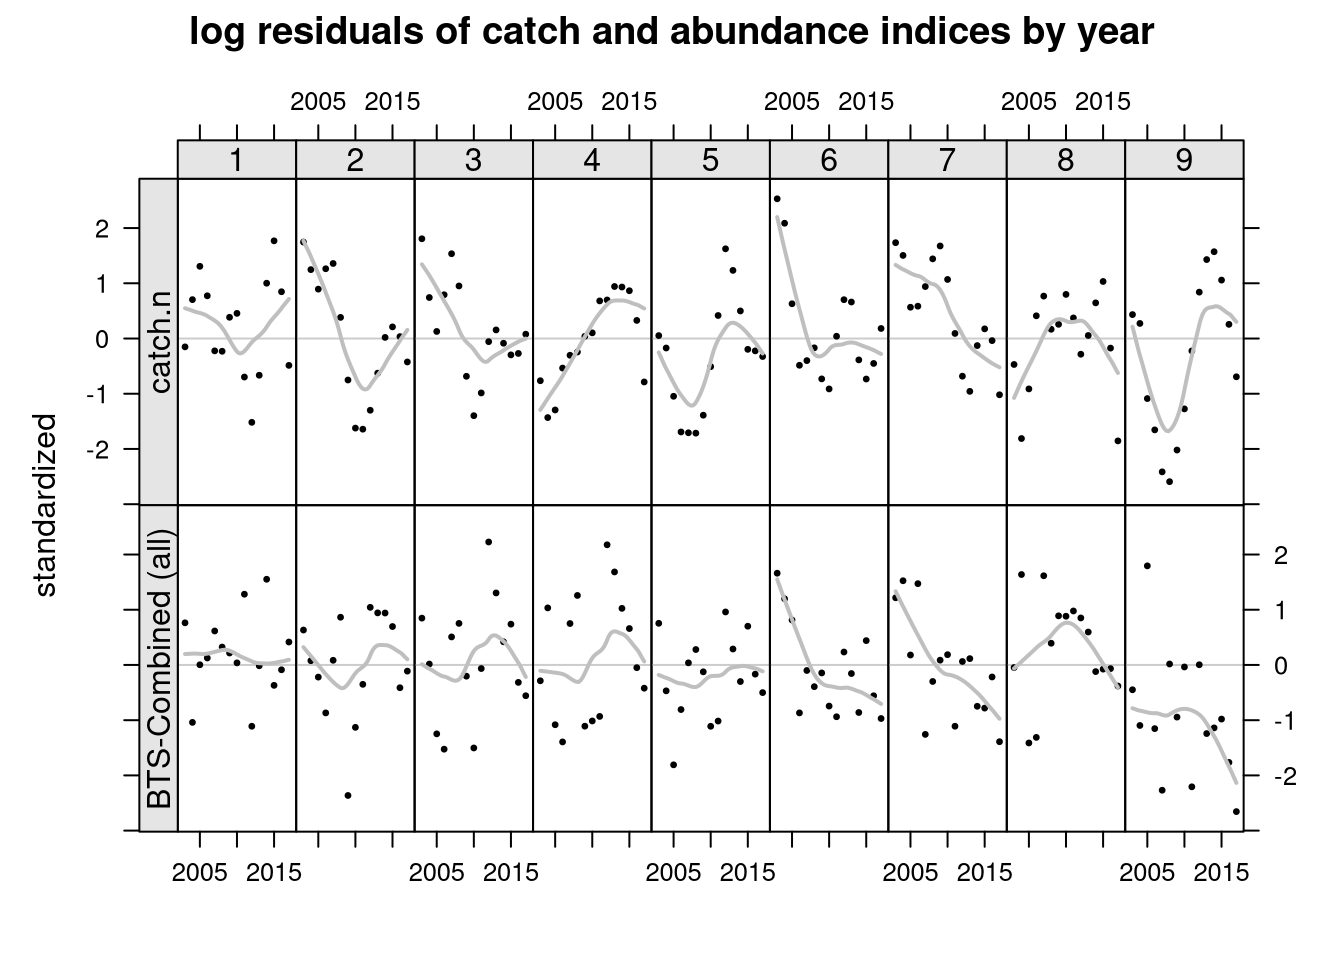 log residuals of catch and abundance indices by year
2005 2015 2005 2015 2005 2015 2005 2015
1 2 3 4 5 6 7 8 9
catch.n
2
1
0
-1
-2
standardized
BTS-Combined (all)
2
1
0
-1
-2
2005 2015 2005 2015 2005 2015 2005 2015 2005 2015